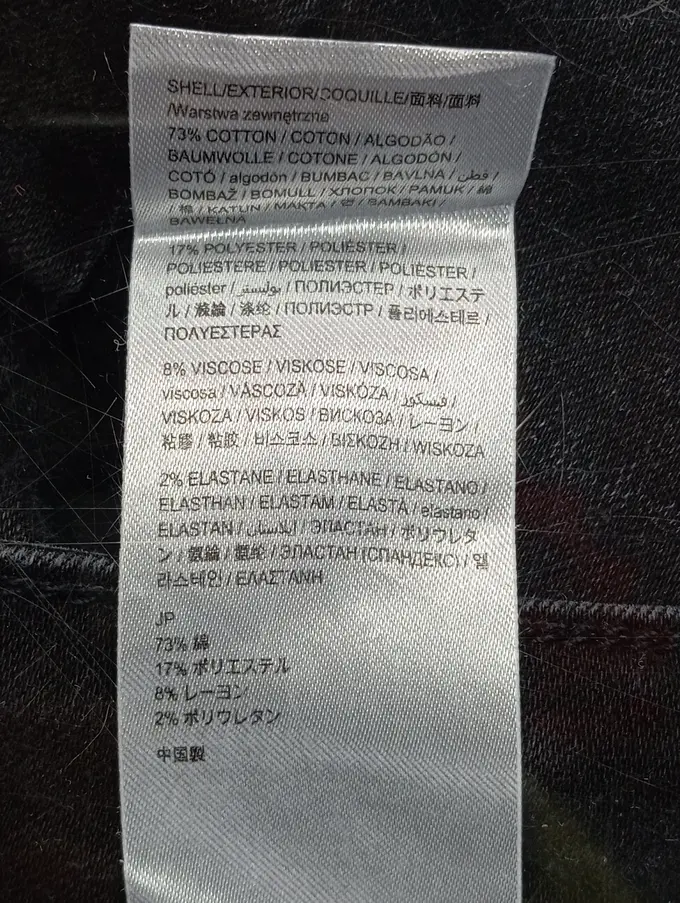 SHELL/EXTERIOR/COQUILLE/面料/面料
/Warstwa zewnętrzna
73% COTTON / COTON / ALGODÃO /
BAUMWOLLE / COTONE / ALGODÓN /
COTÓ / algodón / BUMBAC / BAVLNA / قطن /
BOMBAŽ / BOMULL / ХЛОПОК / PAMUK / 綿
/ 棉 / KATUN / MAKTA / 면 / BAMBAKI /
BAWEŁNA
17% POLYESTER / POLIÉSTER /
POLIESTERE / POLIESTER / POLIÈSTER /
poliéster / بوليستر / ПОЛИЭСТЕР / ポリエステ
ル / 滌綸 / 涤纶 / ПОЛИЭСТР / 폴리에스테르 /
ΠΟΛΥΕΣΤΕΡΑΣ
8% VISCOSE / VISKOSE / VISCOSA /
viscosa / VÂSCOZĂ / VISKÓZA / فيسكوز /
VISKOZA / VISKOS / ВИСКОЗА / レーヨン /
粘膠 / 粘胶 / 비스코스 / ΒΙΣΚΟΖΗ / WISKOZA
2% ELASTANE / ELASTHANE / ELASTANO /
ELASTHAN / ELASTAM / ELASTÀ / elastano /
ELASTAN / ايلاستان / ЭЛАСТАН / ポリウレタ
ン / 氨綸 / 氨纶 / ЭЛАСТАН (СПАНДЕКС) / 엘
라스테인 / ΕΛΑΣΤΑΝΗ
JP
73% 綿
17% ポリエステル
8% レーヨン
2% ポリウレタン
中国製